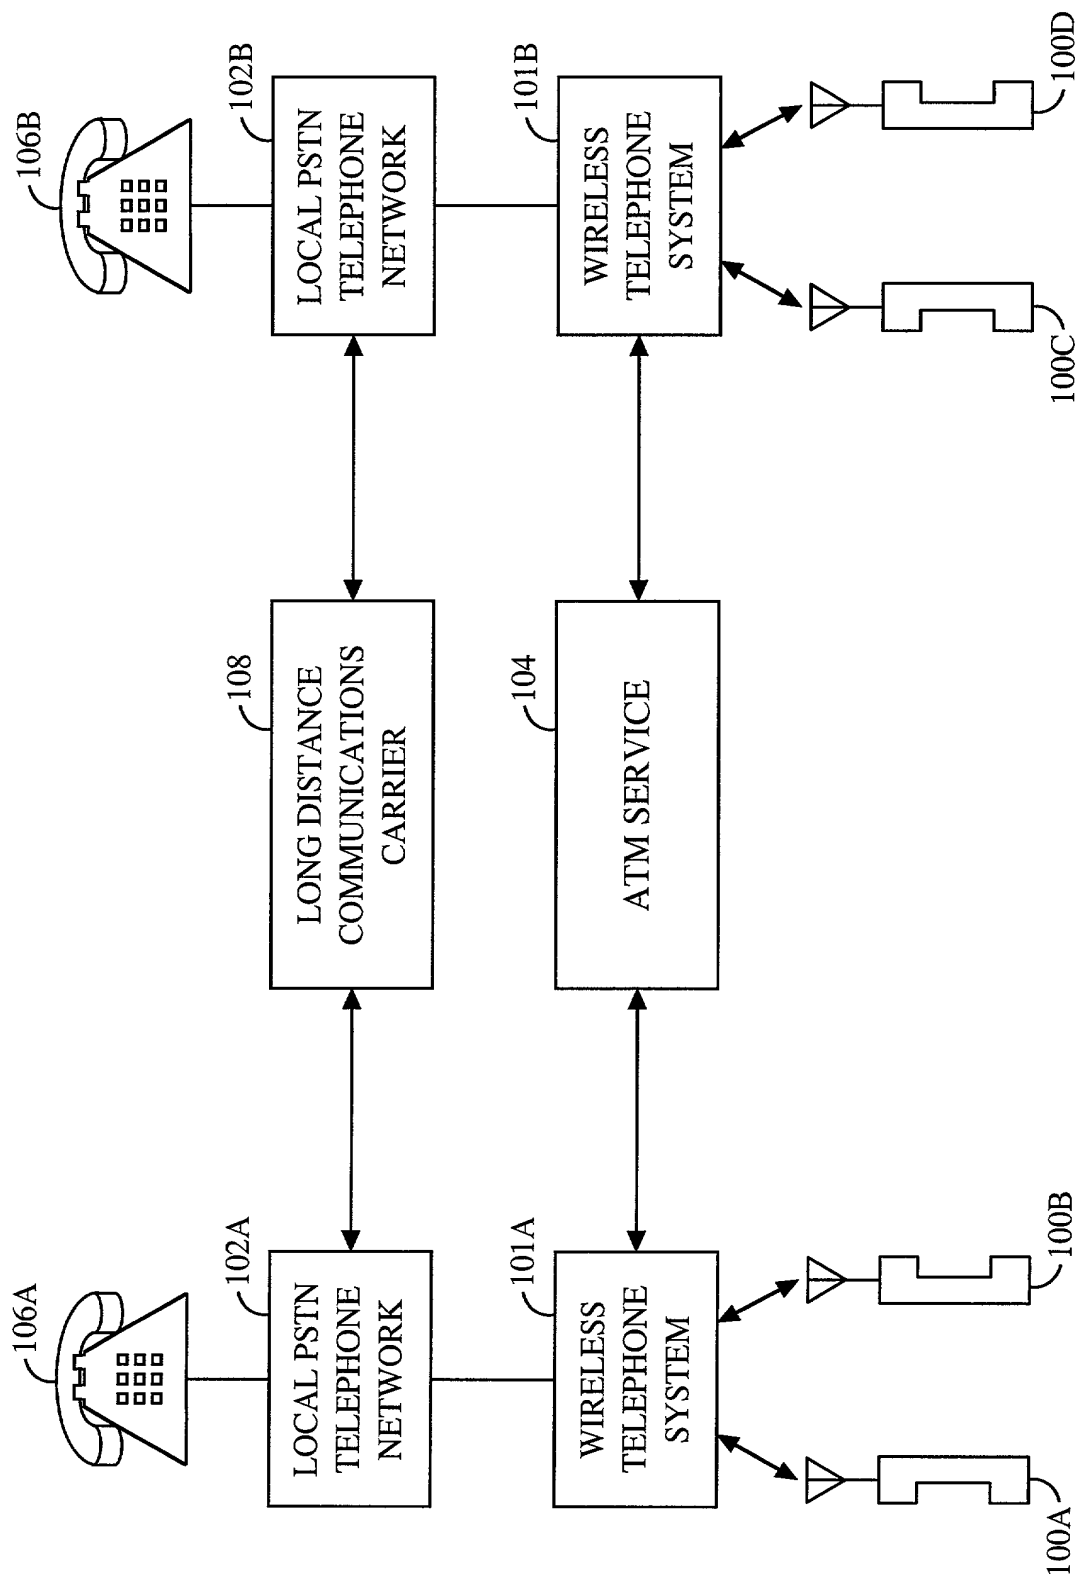 106A
106B
102A
LOCAL PSTN
TELEPHONE
NETWORK
108
LONG DISTANCE
COMMUNICATIONS
CARRIER
102B
LOCAL PSTN
TELEPHONE
NETWORK
101A
WIRELESS
TELEPHONE
SYSTEM
104
ATM SERVICE
101B
WIRELESS
TELEPHONE
SYSTEM
100A
100B
100C
100D